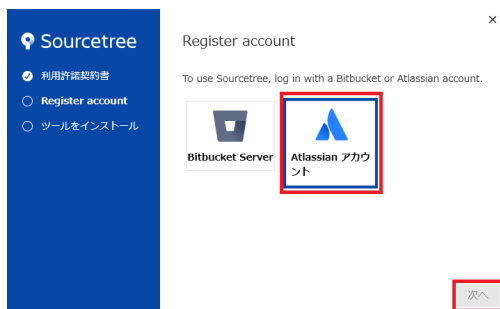 ×
Sourcetree
利用許諾契約書
Register account
ツールをインストール
Register account
To use Sourcetree, log in with a Bitbucket or Atlassian account.
Bitbucket Server
Atlassian アカウ
ント
次へ